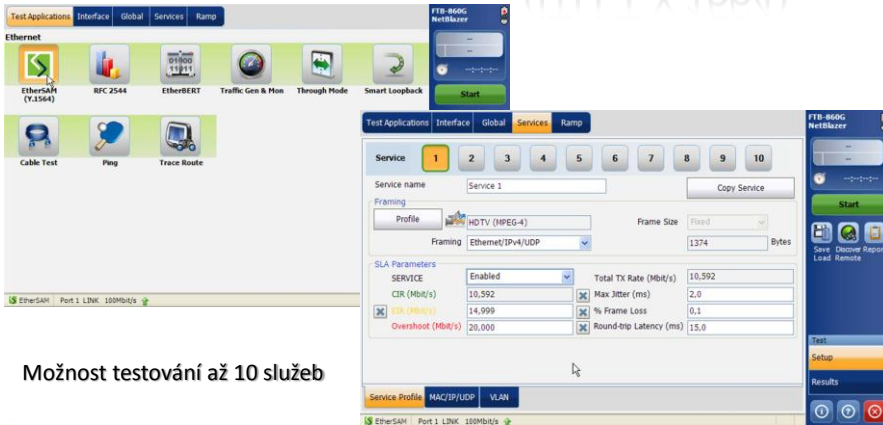 Test Applications Interface Global Services Ramp
FTB-860G
NetBlazer
Ethernet
--
--
--:--:--
Start
EtherSAM
(Y.1564)
RFC 2544
01000
11011
EtherBERT
Traffic Gen & Mon
Through Mode
Smart Loopback
Cable Test
Ping
Trace Route
EtherSAM Port 1 LINK 100Mbit/s
Možnost testování až 10 služeb
Test Applications Interface Global Services Ramp
FTB-860G
NetBlazer
Service 1 2 3 4 5 6 7 8 9 10
--
--
--:--:--
Service name Service 1 Copy Service
Start
Framing
Profile HDTV (MPEG-4) Frame Size Fixed
Framing Ethernet/IPv4/UDP 1374 Bytes
Save Discover Repor
Load Remote
SLA Parameters
SERVICE Enabled Total TX Rate (Mbit/s) 10,592
CIR (Mbit/s) 10,592 Max Jitter (ms) 2,0
EIR (Mbit/s) 14,999 % Frame Loss 0,1
Overshoot (Mbit/s) 20,000 Round-trip Latency (ms) 15,0
Test
Setup
Results
Service Profile MAC/IP/UDP VLAN
EtherSAM Port 1 LINK 100Mbit/s